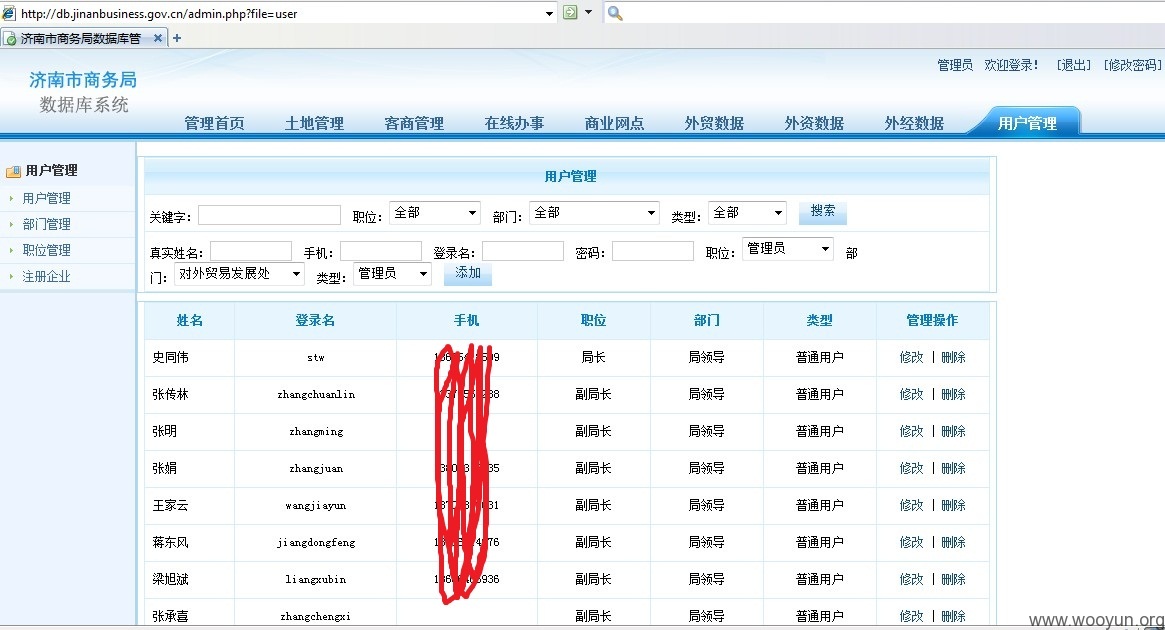 http://db.jinanbusiness.gov.cn/admin.php?file=user
济南市商务局数据库管
管理员 欢迎登录! [退出] [修改密码]
济南市商务局
数据库系统
管理首页 土地管理 客商管理 在线办事 商业网点 外贸数据 外资数据 外经数据 用户管理
用户管理
用户管理
部门管理
职位管理
注册企业
用户管理
关键字: 职位: 全部 部门: 全部 类型: 全部 搜索
真实姓名: 手机: 登录名: 密码: 职位: 管理员 部
门: 对外贸易发展处 类型: 管理员 添加
姓名 登录名 手机 职位 部门 类型 管理操作
史同伟 stw 局长 局领导 普通用户 修改 | 删除
张传林 zhangchuanlin 副局长 局领导 普通用户 修改 | 删除
张明 zhangming 副局长 局领导 普通用户 修改 | 删除
张娟 zhangjuan 副局长 局领导 普通用户 修改 | 删除
王家云 wangjiayun 副局长 局领导 普通用户 修改 | 删除
蒋东风 jiangdongfeng 副局长 局领导 普通用户 修改 | 删除
梁旭斌 liangxubin 副局长 局领导 普通用户 修改 | 删除
张承喜 zhangchengxi 副局长 局领导 普通用户 修改 | 删除
www.wooyun.org